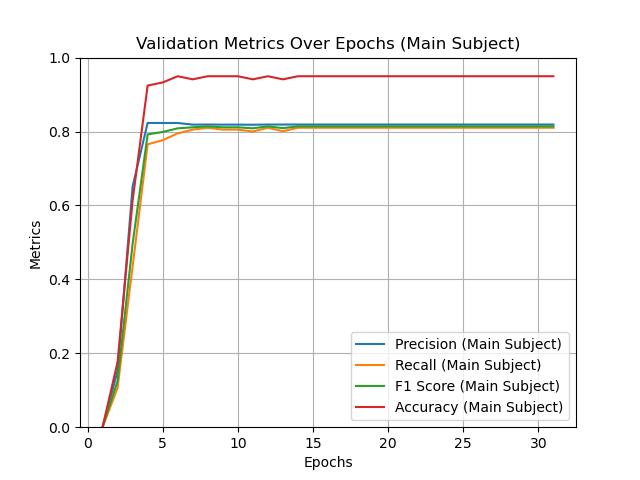 Validation Metrics Over Epochs (Main Subject)
1.0
0.8
0.6
0.4
0.2
0.0
Metrics
Precision (Main Subject)
Recall (Main Subject)
F1 Score (Main Subject)
Accuracy (Main Subject)
0 5 10 15 20 25 30
Epochs